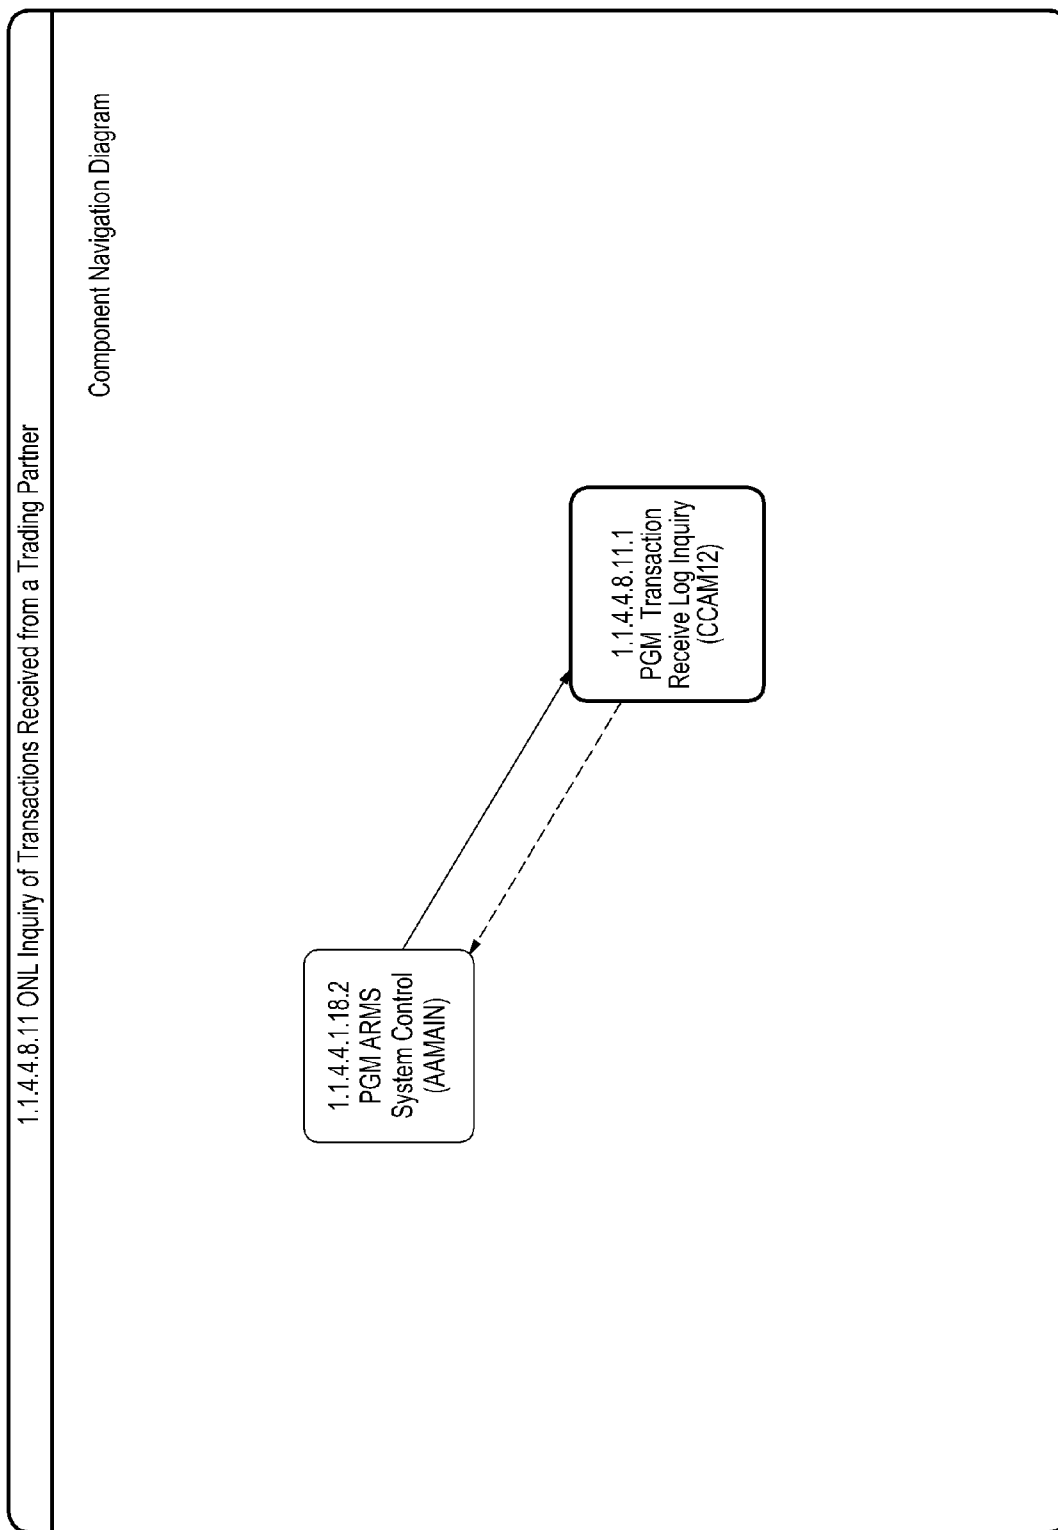 1.1.4.4.8.11 ONL Inquiry of Transactions Received from a Trading Partner
Component Navigation Diagram
1.1.4.4.1.18.2
PGM ARMS
System Control
(AAMAIN)
1.1.4.4.8.11.1
PGM  Transaction
Receive Log Inquiry
(CCAM12)